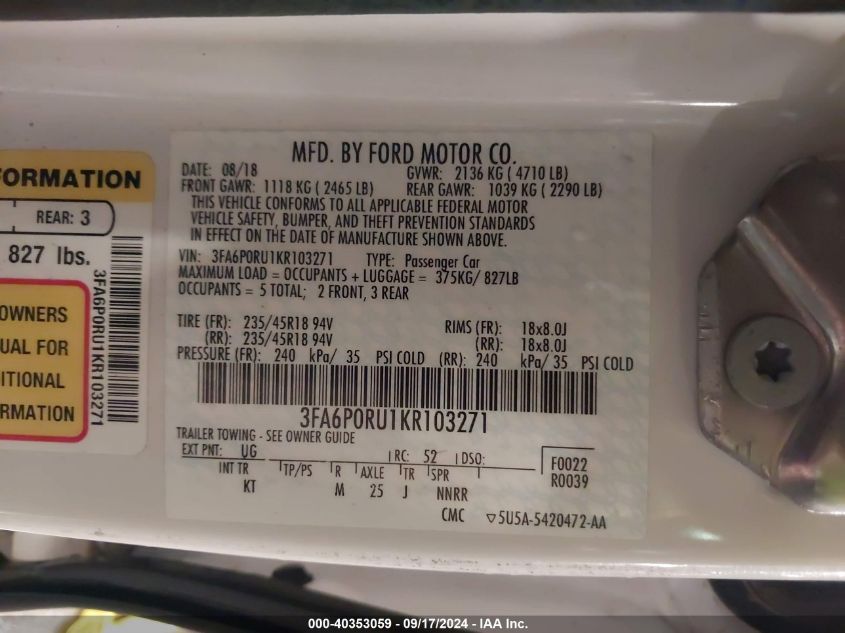 FORMATION
REAR: 3
827 lbs.
3FA6P0RU1KR103271
OWNERS
UAL FOR
ITIONAL
RMATION
MFD. BY FORD MOTOR CO.
DATE: 08/18 GVWR: 2136 KG ( 4710 LB)
FRONT GAWR: 1118 KG ( 2465 LB) REAR GAWR: 1039 KG ( 2290 LB)
THIS VEHICLE CONFORMS TO ALL APPLICABLE FEDERAL MOTOR
VEHICLE SAFETY, BUMPER, AND THEFT PREVENTION STANDARDS
IN EFFECT ON THE DATE OF MANUFACTURE SHOWN ABOVE.
VIN: 3FA6P0RU1KR103271 TYPE: Passenger Car
MAXIMUM LOAD = OCCUPANTS + LUGGAGE = 375KG/ 827LB
OCCUPANTS = 5 TOTAL; 2 FRONT, 3 REAR
TIRE (FR): 235/45R18 94V RIMS (FR): 18x8.0J
(RR): 235/45R18 94V (RR): 18x8.0J
PRESSURE (FR): 240 kPa/ 35 PSI COLD (RR): 240 kPa/ 35 PSI COLD
3FA6P0RU1KR103271
TRAILER TOWING - SEE OWNER GUIDE
EXT PNT: UG RC: 52 DSO: F0022
INT TR TP/PS R AXLE TR SPR R0039
KT M 25 J NNRR
CMC ▽5U5A-5420472-AA
000-40353059 - 09/17/2024 - IAA Inc.